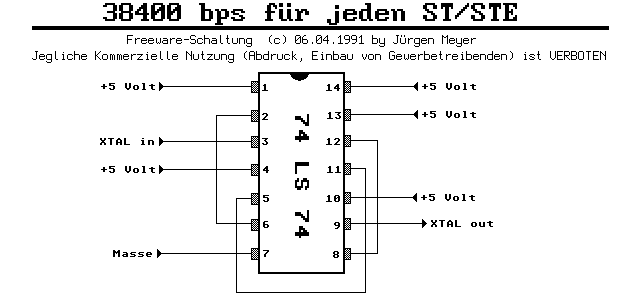 38400 bps für jeden ST/STE
Freeware-Schaltung (c) 06.04.1991 by Jürgen Meyer
Jegliche Kommerzielle Nutzung (Abdruck, Einbau von Gewerbetreibenden) ist VERBOTEN
+5 Volt 1 14 +5 Volt
2 13 +5 Volt
XTAL in 3 12
+5 Volt 4 11
5 10 +5 Volt
6 9 XTAL out
Masse 7 8
74 LS 74